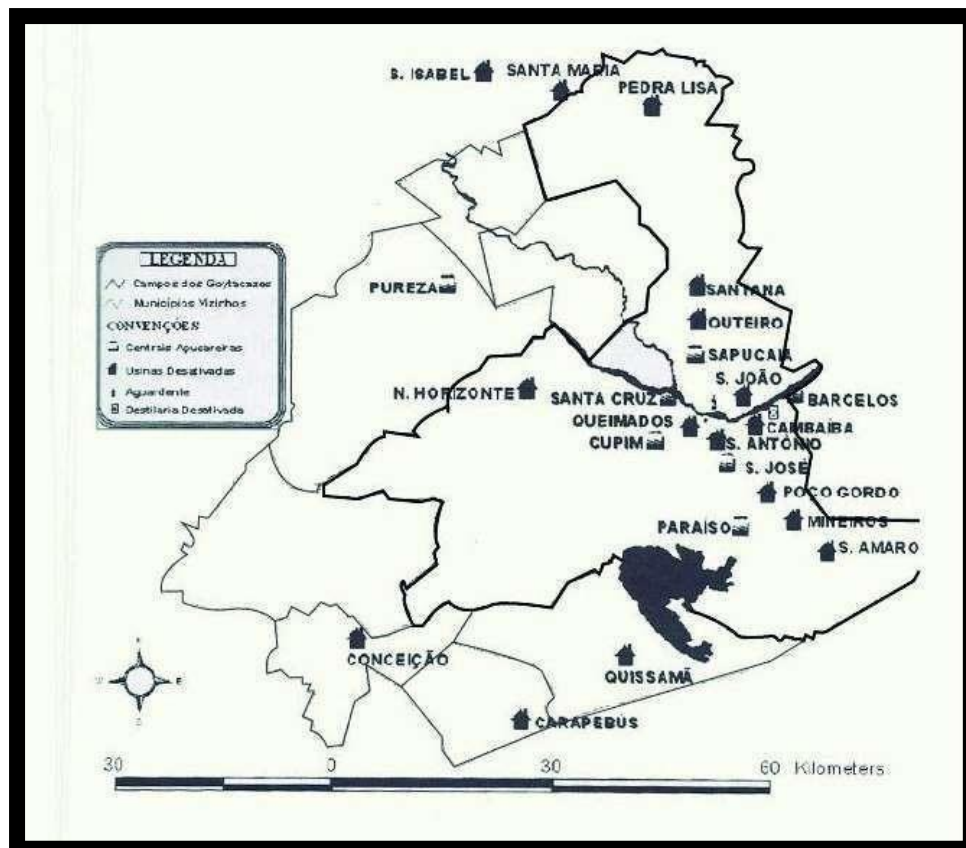 S. ISABEL
SANTA MARIA
PEDRA LISA
LEGENDA
Campos dos Goytacazes
Municípios Vizinhos
CONVENÇÕES
Centrais Açucareiras
Usinas Desativadas
Aguardente
Destilaria Desativada
PUREZA
SANTANA
OUTEIRO
SAPUCAIA
S. JOÃO
N. HORIZONTE
SANTA CRUZ
BARCELOS
QUEIMADOS
CAMBAÍBA
CUPIM
S. ANTÔNIO
S. JOSÉ
POÇO GORDO
PARAÍSO
MINEIROS
S. AMARO
CONCEIÇÃO
QUISSAMÃ
CARAPEBUS
30 0 30 60 Kilometers